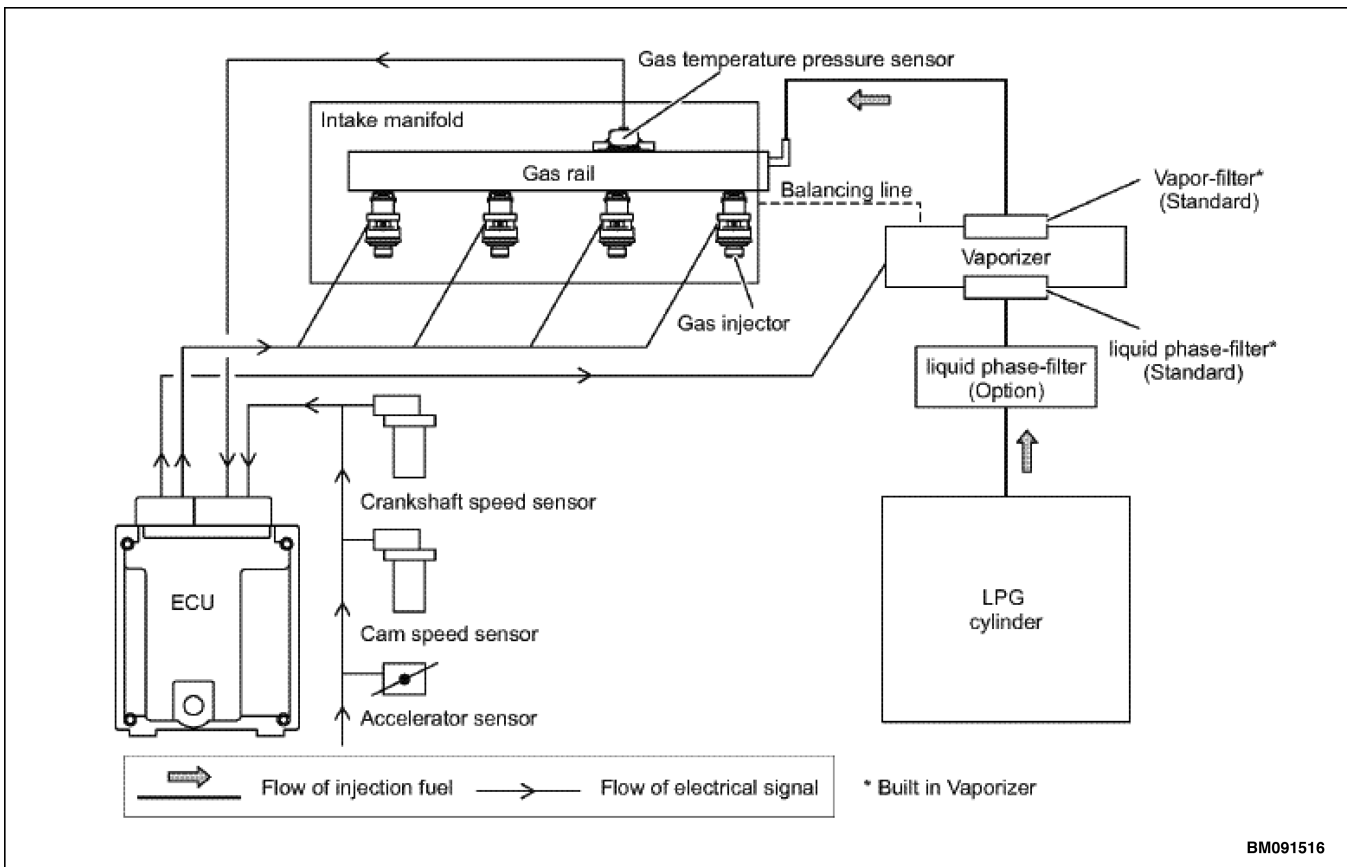 Gas temperature pressure sensor
Intake manifold
Gas rail
Balancing line
Vapor-filter*
(Standard)
Vaporizer
Gas injector
liquid phase-filter*
(Standard)
liquid phase-filter
(Option)
Crankshaft speed sensor
ECU
Cam speed sensor
LPG
cylinder
Accelerator sensor
Flow of injection fuel
Flow of electrical signal
* Built in Vaporizer
BM091516